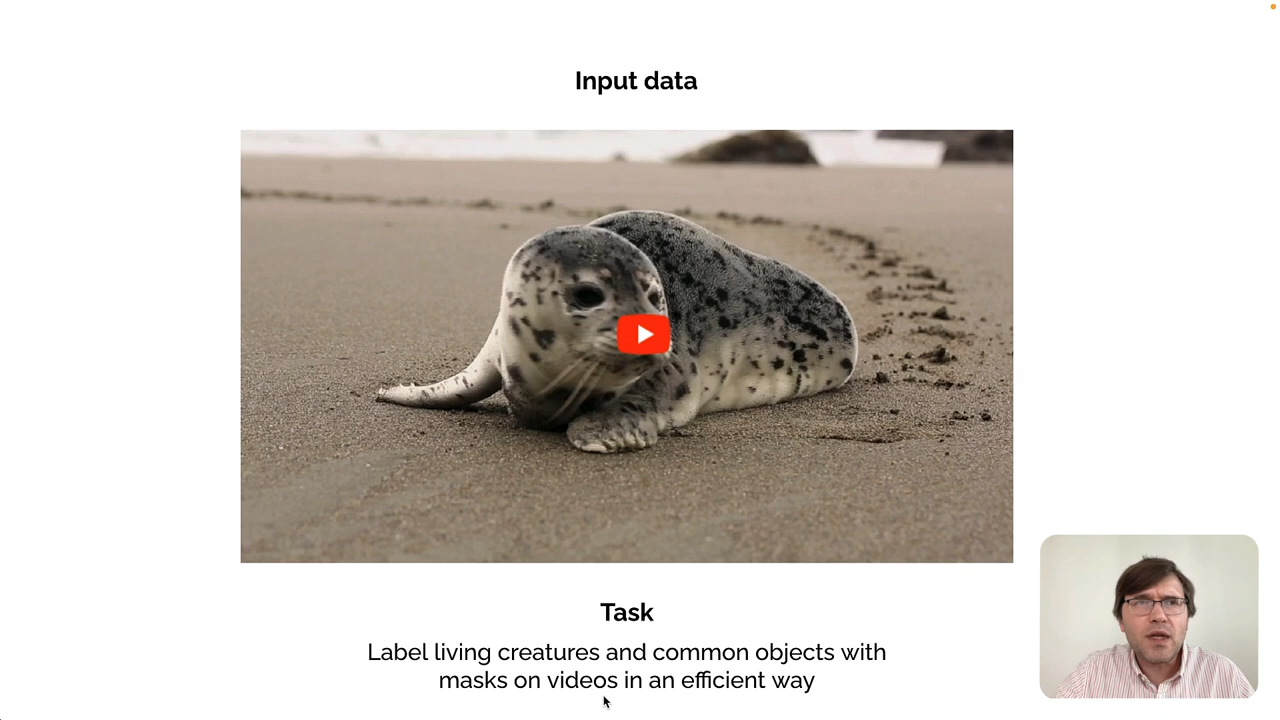 Input data
Task
Label living creatures and common objects with
masks on videos in an efficient way